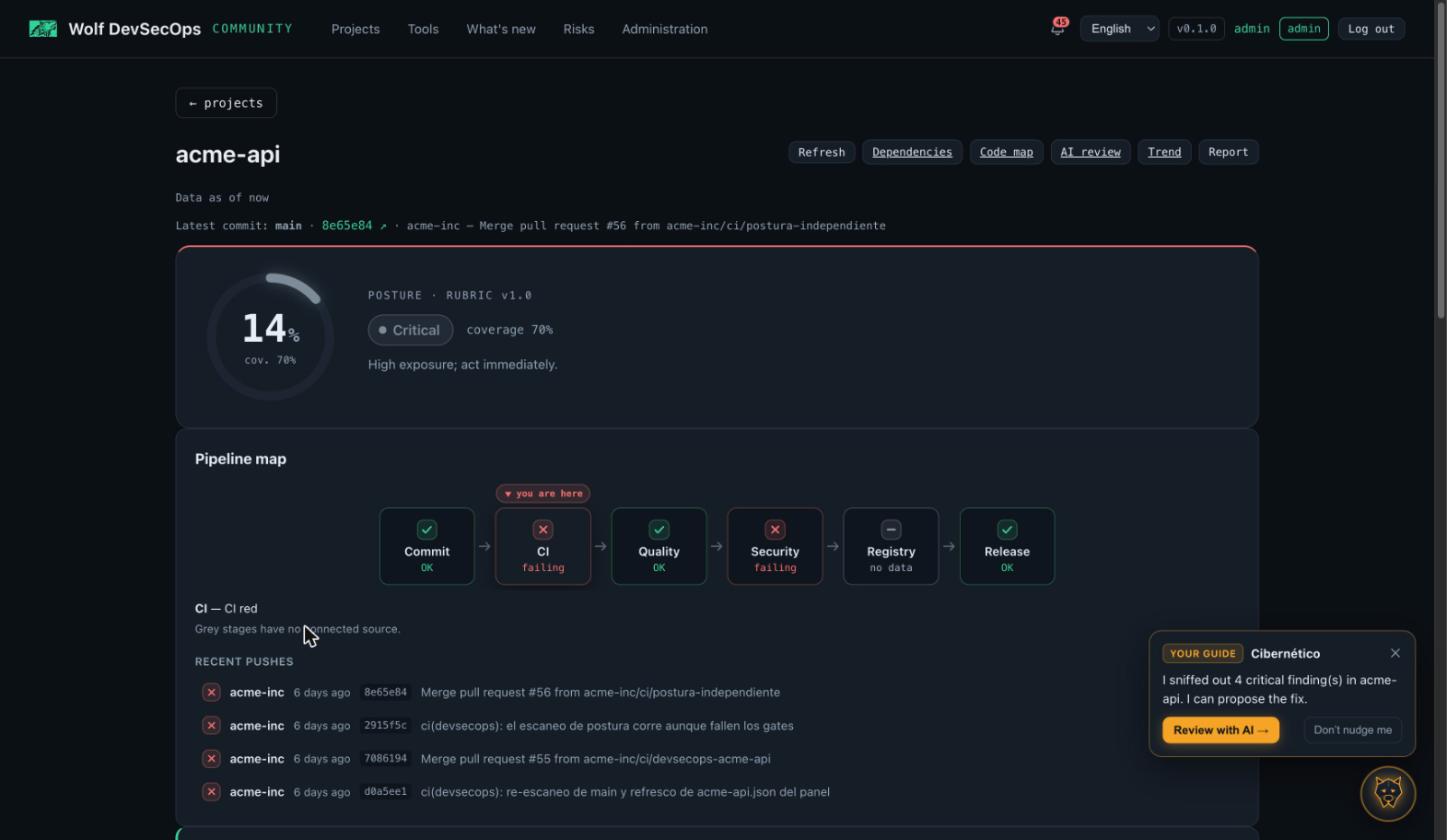 Wolf DevSecOps COMMUNITY Projects Tools What's new Risks Administration 45 English v0.1.0 admin admin Log out
← projects
acme-api
Refresh Dependencies Code map AI review Trend Report
Data as of now
Latest commit: main · 8e65e84 ↗ · acme-inc — Merge pull request #56 from acme-inc/ci/postura-independiente
14%
cov. 70%
POSTURE · RUBRIC v1.0
Critical coverage 70%
High exposure; act immediately.
Pipeline map
▼ you are here
Commit → CI → Quality → Security → Registry → Release
OK failing OK failing no data OK
CI — CI red
Grey stages have no connected source.
RECENT PUSHES
acme-inc 6 days ago 8e65e84 Merge pull request #56 from acme-inc/ci/postura-independiente
acme-inc 6 days ago 2915f5c ci(devsecops): el escaneo de postura corre aunque fallen los gates
acme-inc 6 days ago 7086194 Merge pull request #55 from acme-inc/ci/devsecops-acme-api
acme-inc 6 days ago d0a5ee1 ci(devsecops): re-escaneo de main y refresco de acme-api.json del panel
YOUR GUIDE Cibernético
I sniffed out 4 critical finding(s) in acme-
api. I can propose the fix.
Review with AI → Don't nudge me